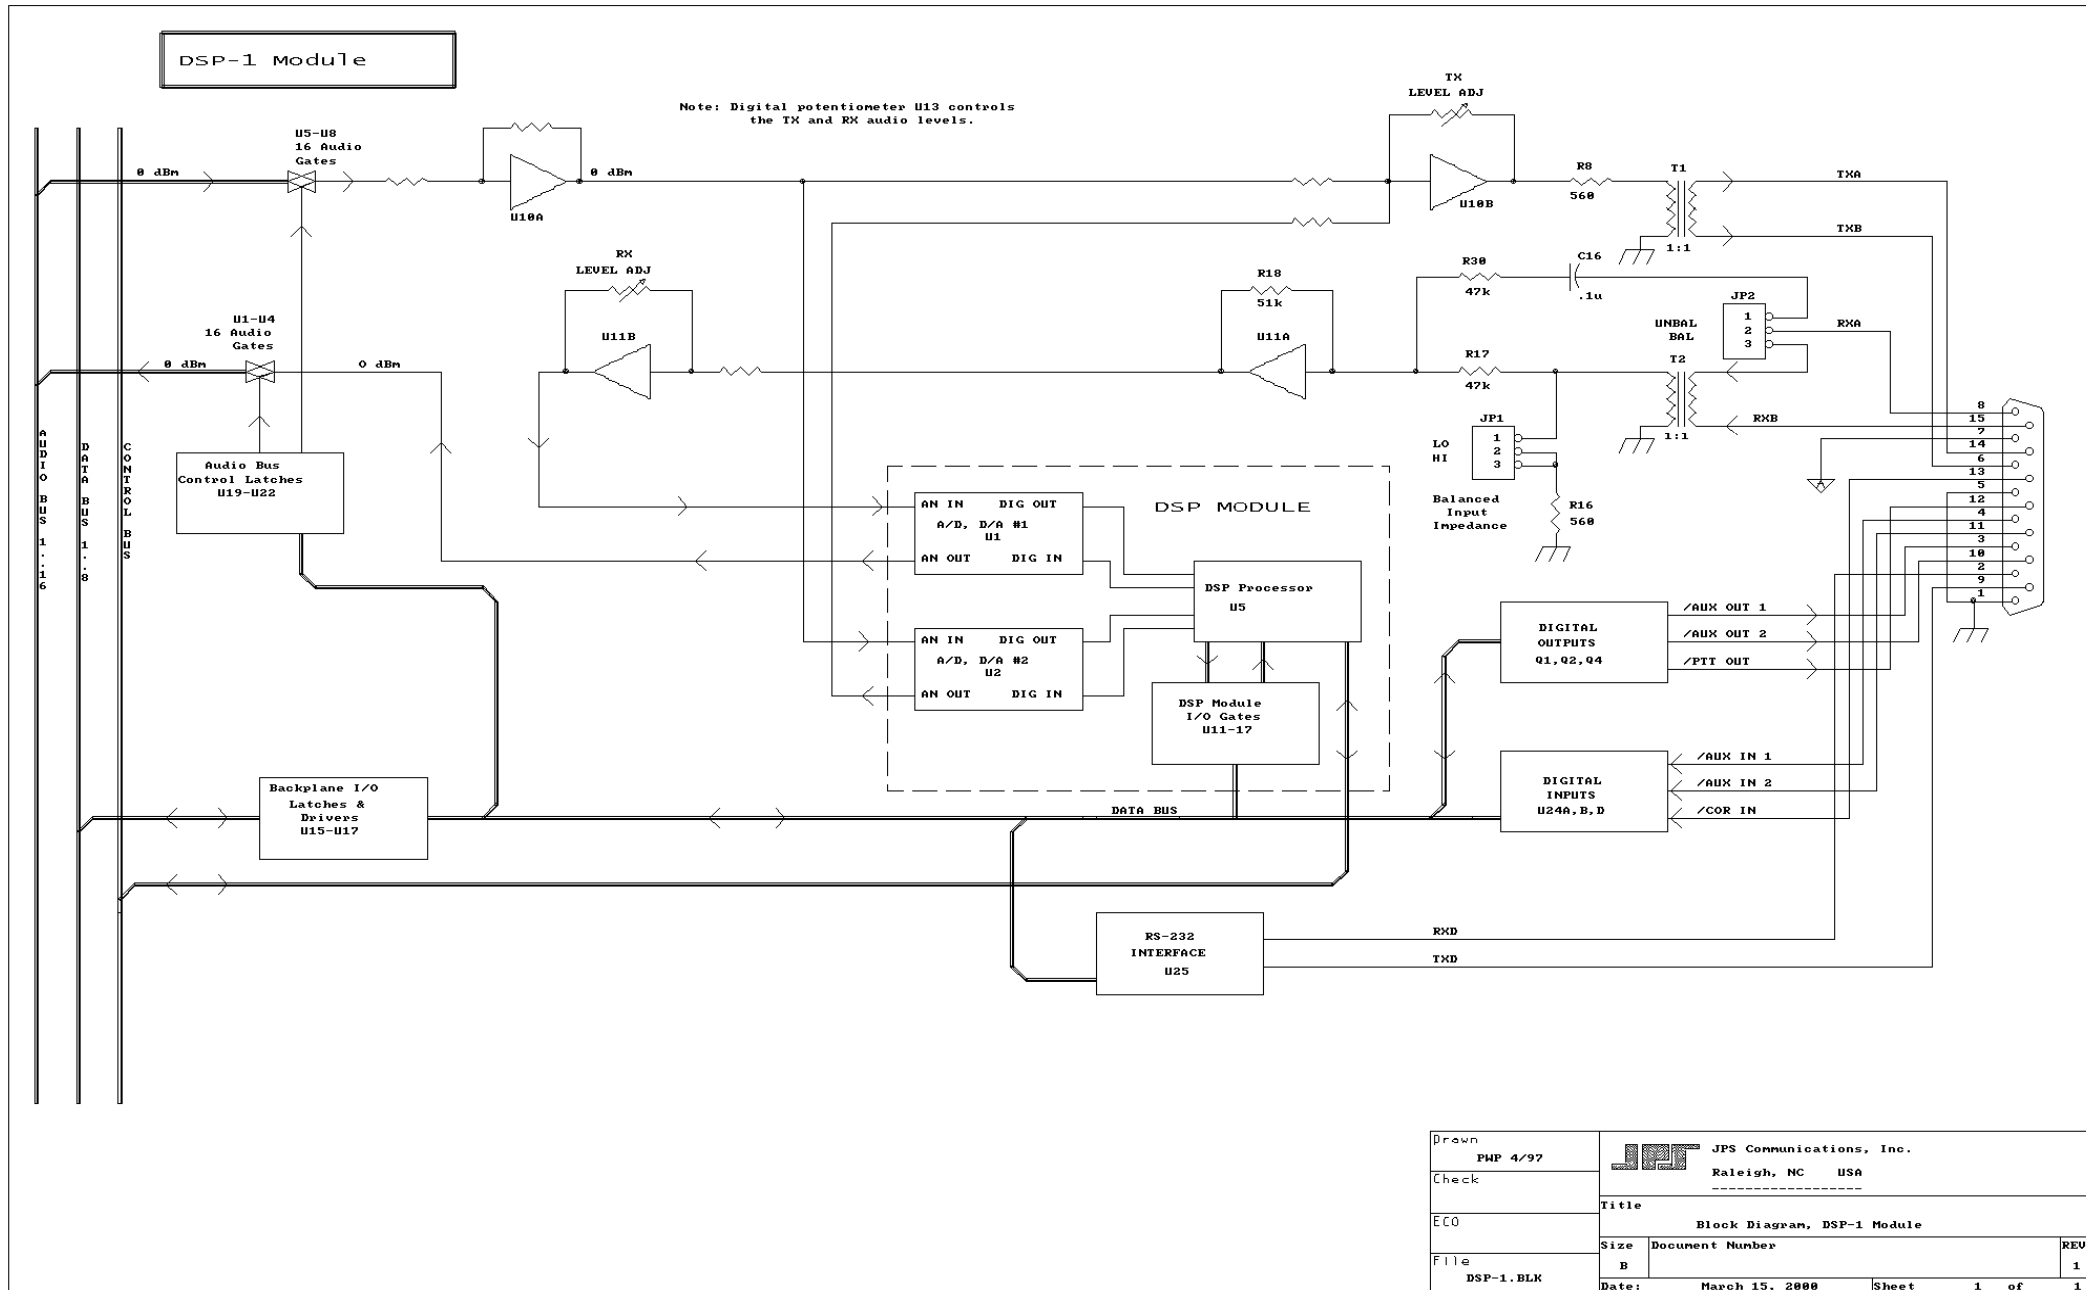 DSP-1 Module
Note: Digital potentiometer U13 controls
the TX and RX audio levels.
TX
LEVEL ADJ
U5-U8
16 Audio
Gates
0 dBm
0 dBm
U10A
U10B
R8
560
T1
1:1
TXA
TXB
RX
LEVEL ADJ
U11B
R18
51k
U11A
R30
47k
C16
.1u
JP2
1
2
3
UNBAL
BAL
RXA
U1-U4
16 Audio
Gates
0 dBm
O dBm
R17
47k
T2
1:1
RXB
JP1
1
2
3
LO
HI
Balanced
Input
Impedance
R16
560
8
15
7
14
6
13
5
12
4
11
3
10
2
9
1
AUDIO BUS 1..16
DATA BUS 1..8
CONTROL BUS
Audio Bus
Control Latches
U19-U22
DSP MODULE
AN IN DIG OUT
A/D, D/A #1
U1
AN OUT DIG IN
DSP Processor
U5
AN IN DIG OUT
A/D, D/A #2
U2
AN OUT DIG IN
DSP Module
I/O Gates
U11-17
DIGITAL
OUTPUTS
Q1,Q2,Q4
/AUX OUT 1
/AUX OUT 2
/PTT OUT
DIGITAL
INPUTS
U24A,B,D
/AUX IN 1
/AUX IN 2
/COR IN
Backplane I/O
Latches &
Drivers
U15-U17
DATA BUS
RS-232
INTERFACE
U25
RXD
TXD
Drawn
PWP 4/97
Check
ECO
File
DSP-1.BLK
JPS
JPS Communications, Inc.
Raleigh, NC USA
------------------
Title
Block Diagram, DSP-1 Module
Size
B
Document Number
REV
1
Date: March 15, 2000
Sheet 1 of 1